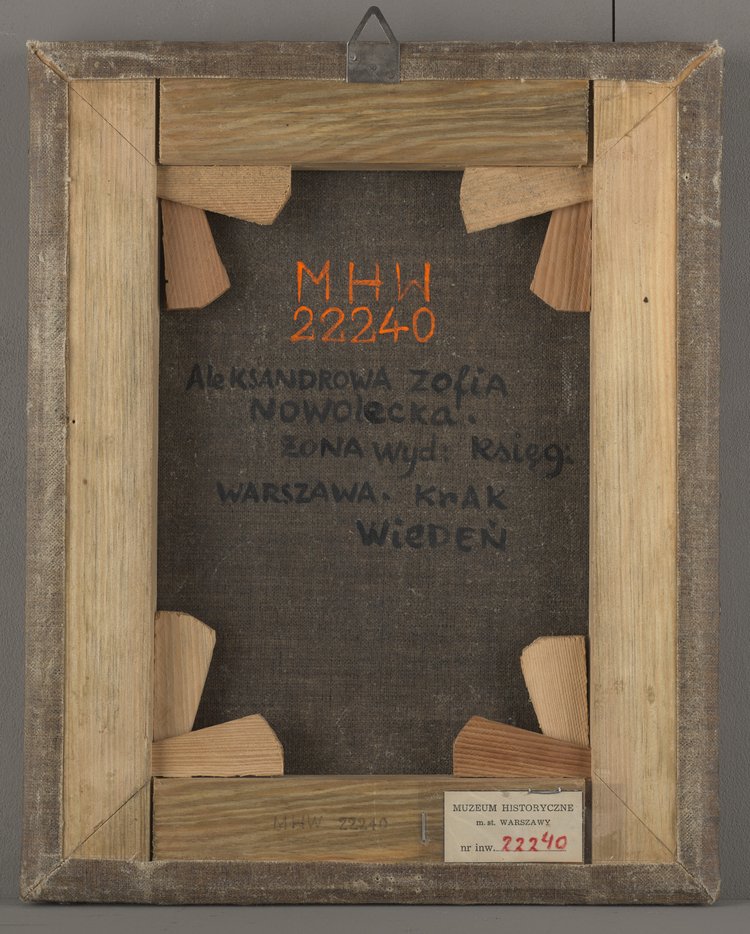 MHW
22240
AleKSANDROWA ZofiA
NOWOlecKa.
ŻONA Wyd: Księg:
WARSZAWA. KrAK
WieDEŃ
MHW 22240
MUZEUM HISTORYCZNE
m. st. WARSZAWY
nr inw. 22240